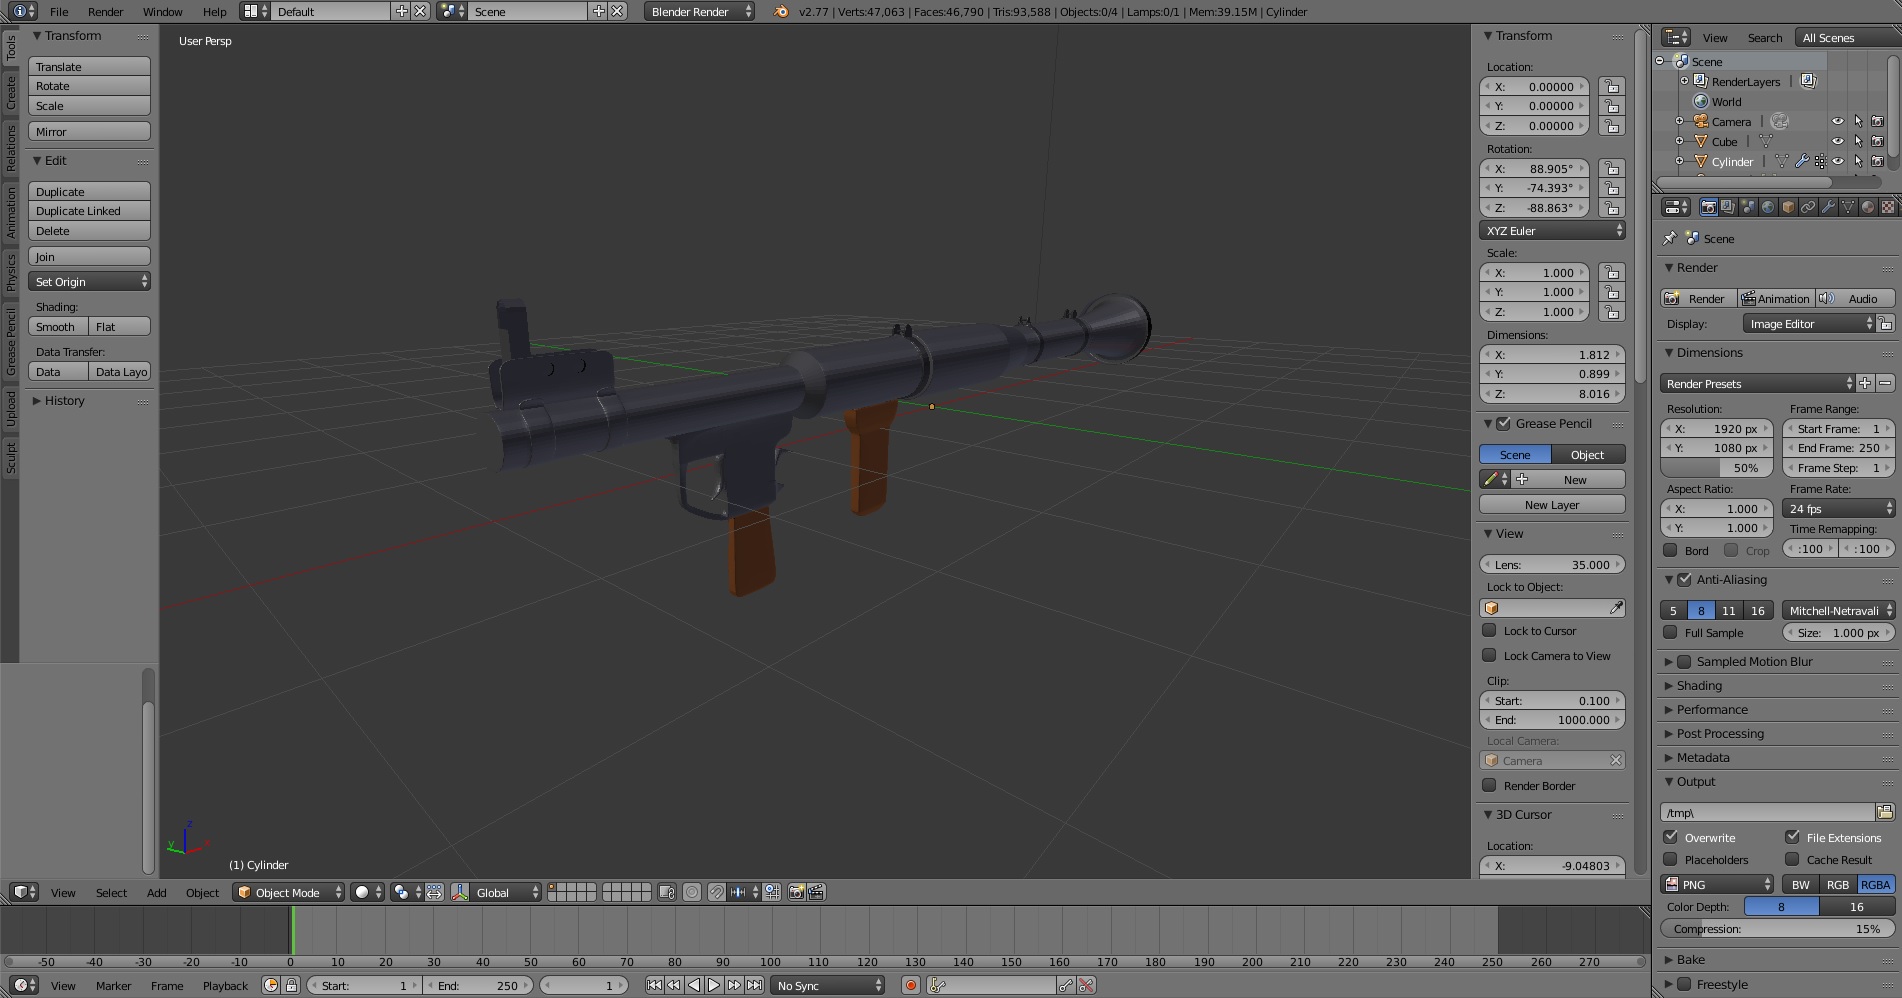 File Render Window Help Default Scene Blender Render v2.77 | Verts:47,063 | Faces:46,790 | Tris:93,588 | Objects:0/4 | Lamps:0/1 | Mem:39.15M | Cylinder
Tools
Create
Relations
Animation
Physics
Grease Pencil
Upload
Sculpt
Transform
Translate
Rotate
Scale
Mirror
Edit
Duplicate
Duplicate Linked
Delete
Join
Set Origin
Shading:
Smooth Flat
Data Transfer:
Data Data Layo
History
User Persp
z
y x
(1) Cylinder
Transform
Location:
X: 0.00000
Y: 0.00000
Z: 0.00000
Rotation:
X: 88.905°
Y: -74.393°
Z: -88.863°
XYZ Euler
Scale:
X: 1.000
Y: 1.000
Z: 1.000
Dimensions:
X: 1.812
Y: 0.899
Z: 8.016
Grease Pencil
Scene Object
New
New Layer
View
Lens: 35.000
Lock to Object:
Lock to Cursor
Lock Camera to View
Clip:
Start: 0.100
End: 1000.000
Local Camera:
Camera
Render Border
3D Cursor
Location:
X: -9.04803
View Search All Scenes
Scene
RenderLayers |
World
Camera |
Cube |
Cylinder |
Scene
Render
Render Animation Audio
Display: Image Editor
Dimensions
Render Presets
Resolution: Frame Range:
X: 1920 px Start Frame: 1
Y: 1080 px End Frame: 250
50% Frame Step: 1
Aspect Ratio: Frame Rate:
X: 1.000 24 fps
Y: 1.000 Time Remapping:
Bord Crop :100 :100
Anti-Aliasing
5 8 11 16 Mitchell-Netravali
Full Sample Size: 1.000 px
Sampled Motion Blur
Shading
Performance
Post Processing
Metadata
Output
/tmp\
Overwrite File Extensions
Placeholders Cache Result
PNG BW RGB RGBA
Color Depth: 8 16
Compression: 15%
Bake
Freestyle
View Select Add Object Object Mode Global
-50 -40 -30 -20 -10 0 10 20 30 40 50 60 70 80 90 100 110 120 130 140 150 160 170 180 190 200 210 220 230 240 250 260 270
View Marker Frame Playback Start: 1 End: 250 1 No Sync